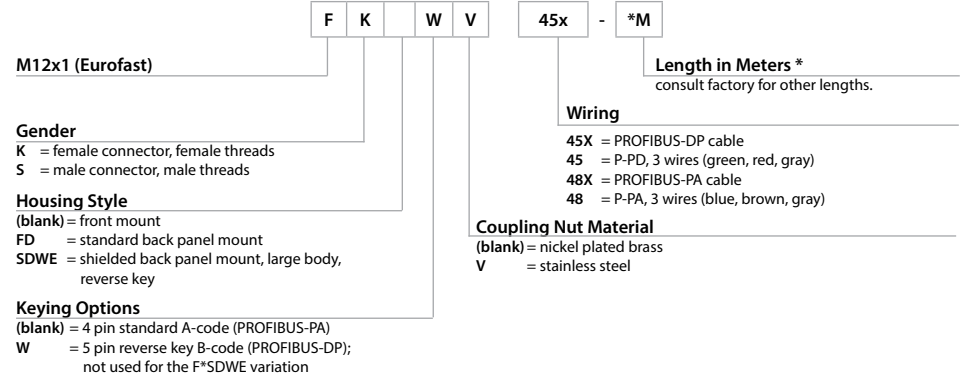 F K W V 45x - *M
M12x1 (Eurofast)
Length in Meters *
consult factory for other lengths.
Wiring
45X = PROFIBUS-DP cable
45 = P-PD, 3 wires (green, red, gray)
48X = PROFIBUS-PA cable
48 = P-PA, 3 wires (blue, brown, gray)
Gender
K = female connector, female threads
S = male connector, male threads
Housing Style
(blank) = front mount
FD = standard back panel mount
SDWE = shielded back panel mount, large body,
reverse key
Coupling Nut Material
(blank) = nickel plated brass
V = stainless steel
Keying Options
(blank) = 4 pin standard A-code (PROFIBUS-PA)
W = 5 pin reverse key B-code (PROFIBUS-DP);
not used for the F*SDWE variation